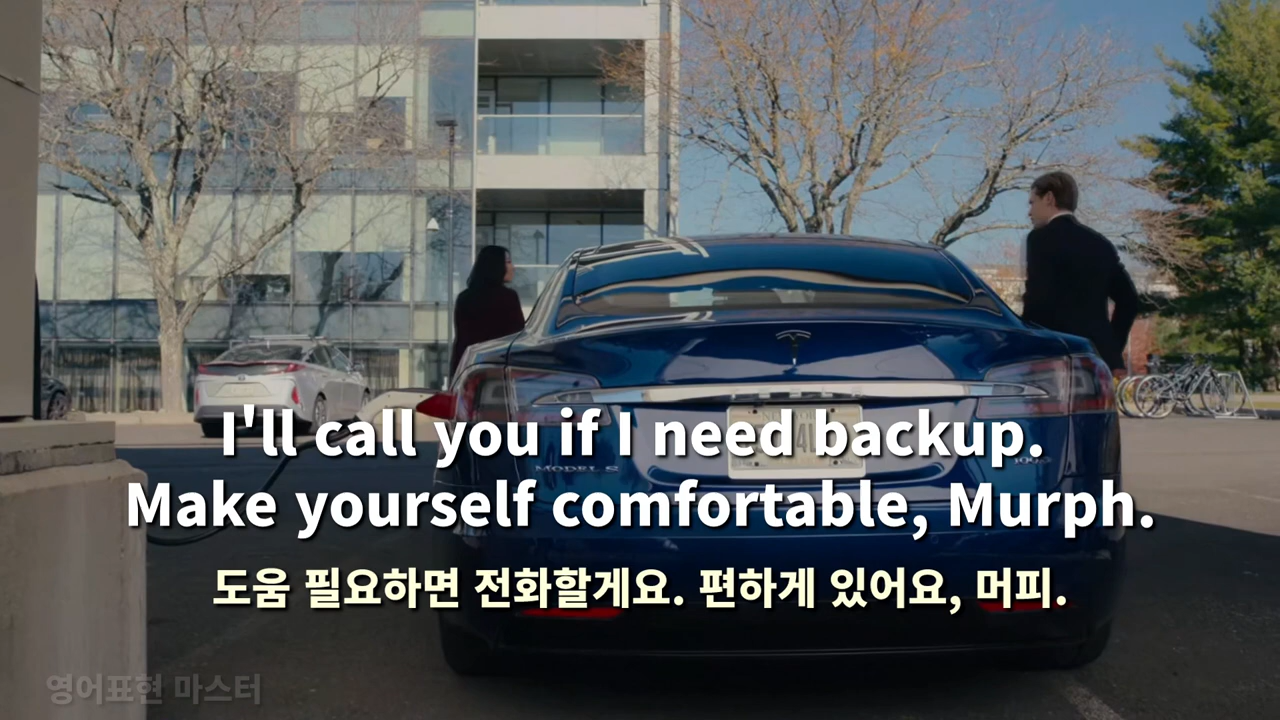 I'll call you if I need backup.
Make yourself comfortable, Murph.
도움 필요하면 전화할게요. 편하게 있어요, 머피.
MODEL S
영어표현 마스터